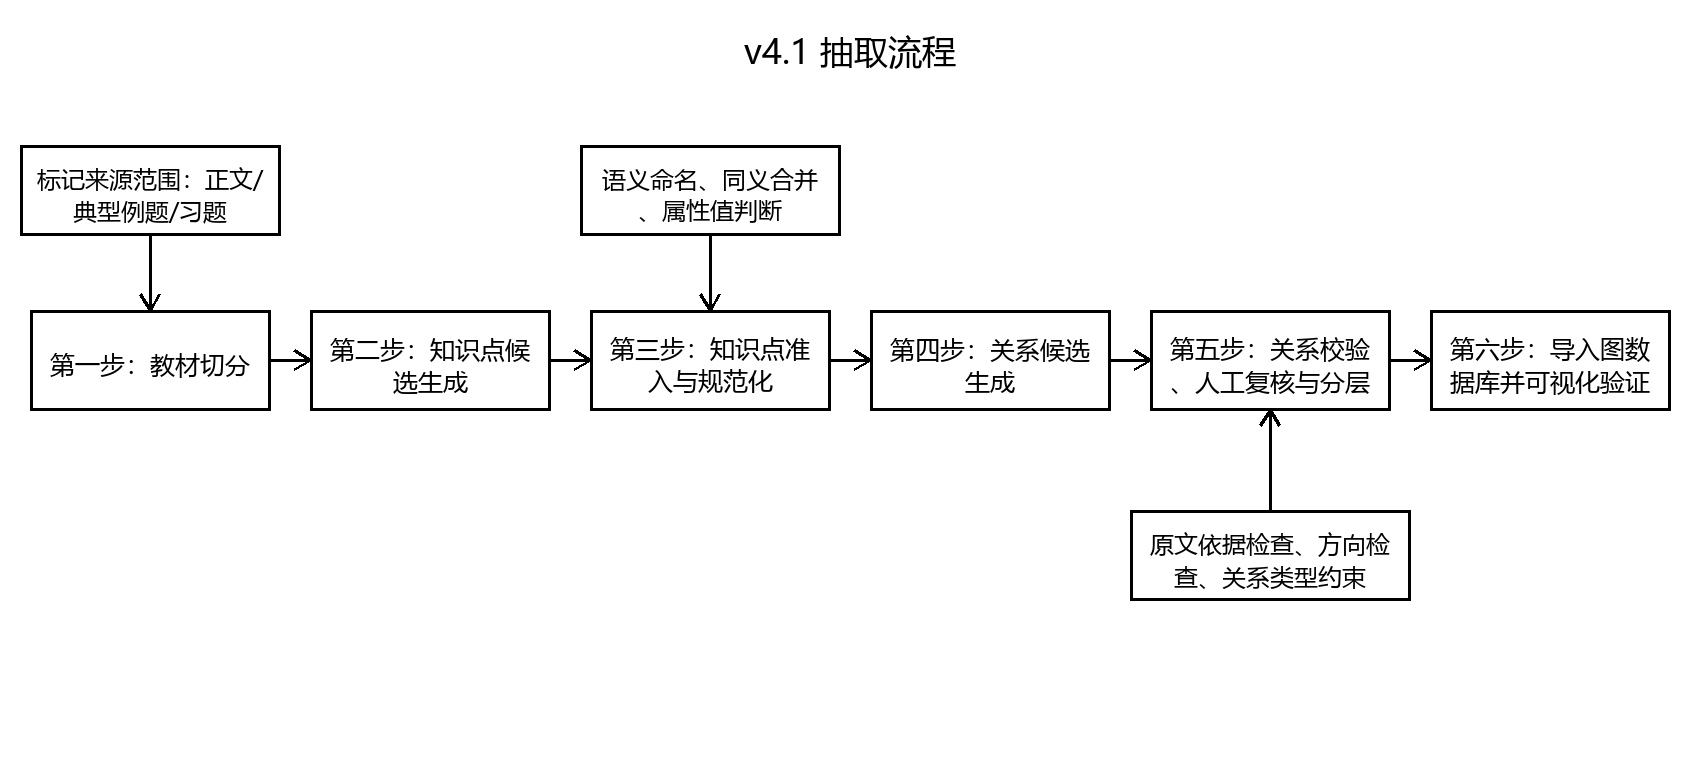 v4.1 抽取流程
标记来源范围：正文/
典型例题/习题
语义命名、同义合并
、属性值判断
第一步：教材切分
第二步：知识点候
选生成
第三步：知识点准
入与规范化
第四步：关系候选
生成
第五步：关系校验
、人工复核与分层
第六步：导入图数
据库并可视化验证
原文依据检查、方向检
查、关系类型约束